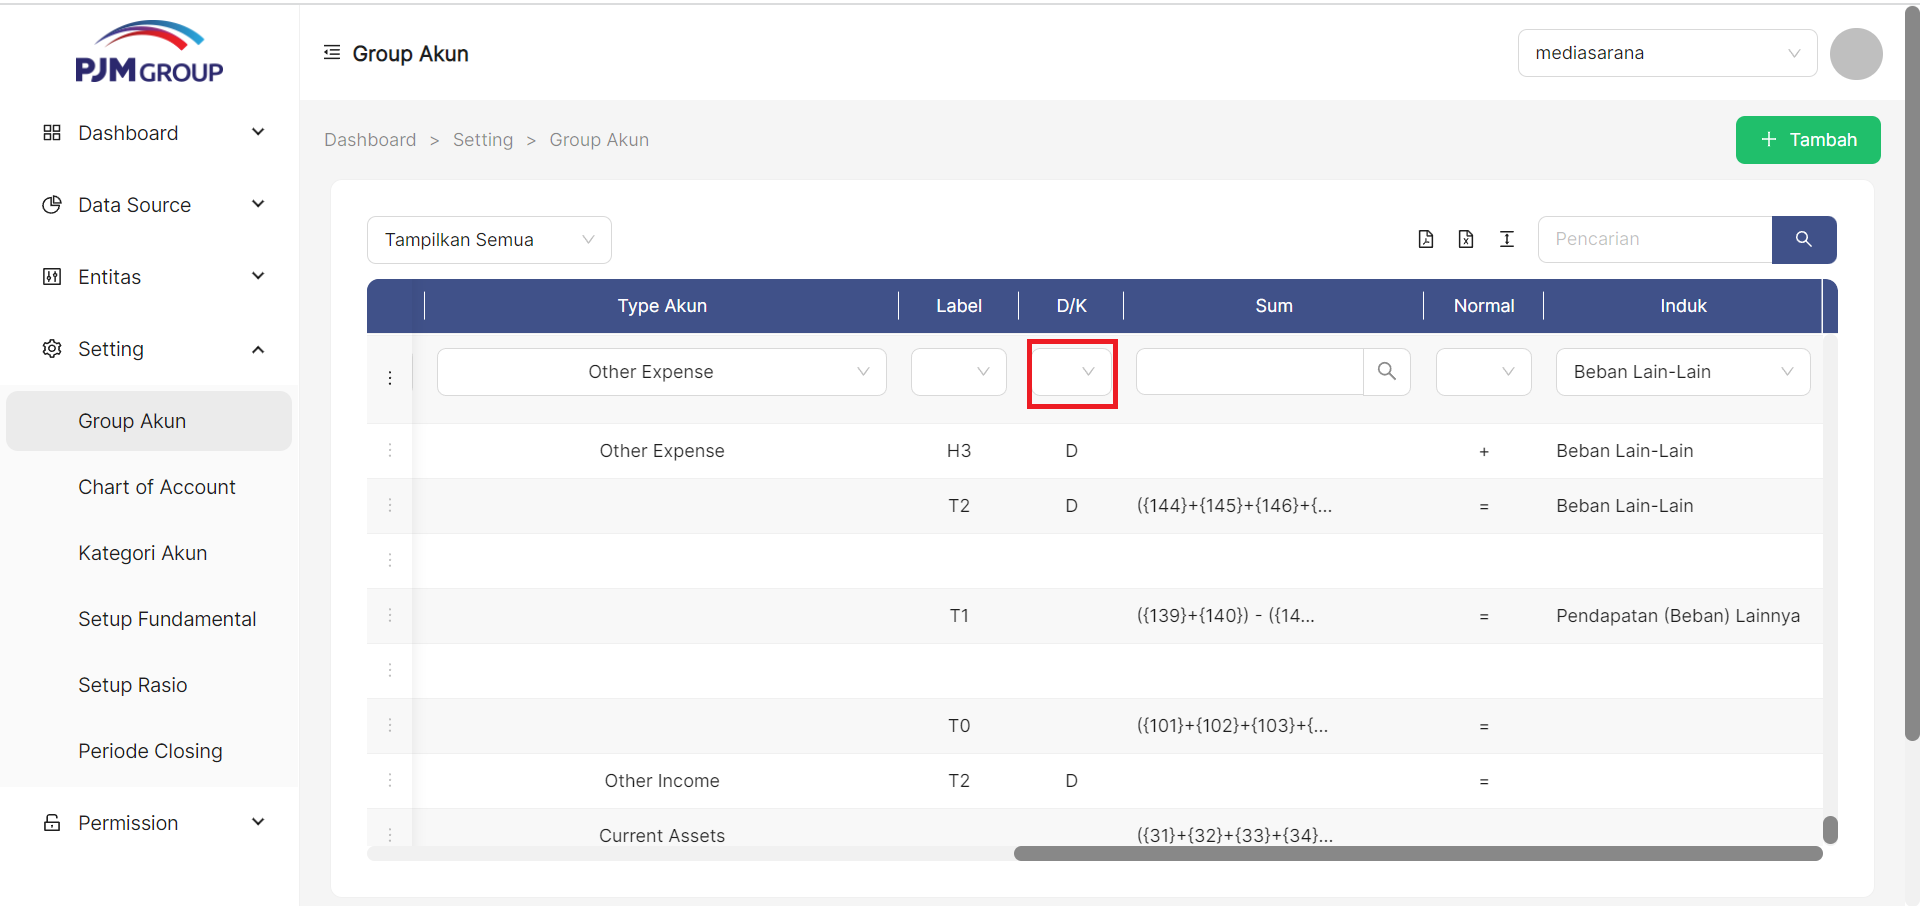 PJM GROUP
Group Akun
mediasarana
Dashboard
Data Source
Entitas
Setting
Group Akun
Chart of Account
Kategori Akun
Setup Fundamental
Setup Rasio
Periode Closing
Permission
Dashboard > Setting > Group Akun
+ Tambah
Tampilkan Semua
Pencarian
Type Akun Label D/K Sum Normal Induk
Other Expense Beban Lain-Lain
Other Expense H3 D + Beban Lain-Lain
T2 D ({144}+{145}+{146}+{... = Beban Lain-Lain
T1 ({139}+{140}) - ({14... = Pendapatan (Beban) Lainnya
T0 ({101}+{102}+{103}+{... =
Other Income T2 D =
Current Assets ({31}+{32}+{33}+{34}...